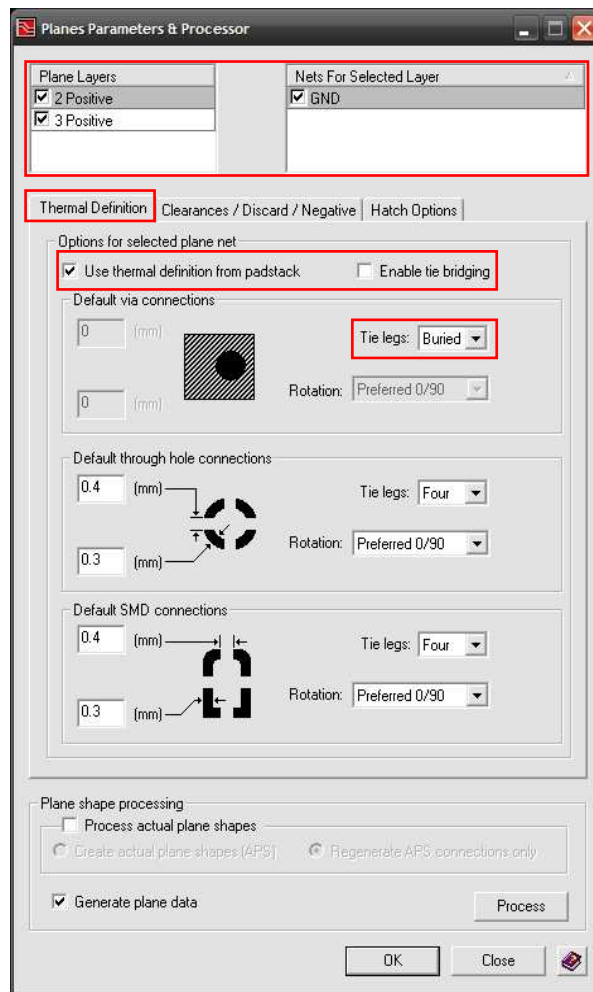 Planes Parameters & Processor
Plane Layers
Nets For Selected Layer
2 Positive
GND
3 Positive
Thermal Definition
Clearances / Discard / Negative
Hatch Options
Options for selected plane net
Use thermal definition from padstack
Enable tie bridging
Default via connections
0 (mm)
Tie legs: Buried
Rotation: Preferred 0/90
0 (mm)
Default through hole connections
0.4 (mm)
Tie legs: Four
Rotation: Preferred 0/90
0.3 (mm)
Default SMD connections
0.4 (mm)
Tie legs: Four
Rotation: Preferred 0/90
0.3 (mm)
Plane shape processing
Process actual plane shapes
Create actual plane shapes (APS)
Regenerate APS connections only
Generate plane data
Process
OK
Close